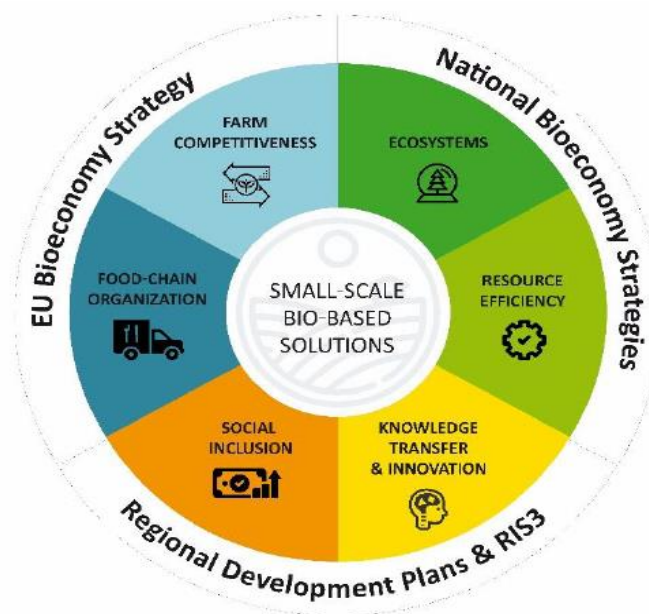 EU Bioeconomy Strategy
National Bioeconomy Strategies
FARM
COMPETITIVENESS
ECOSYSTEMS
FOOD-CHAIN
ORGANIZATION
SMALL-SCALE
BIO-BASED
SOLUTIONS
RESOURCE
EFFICIENCY
SOCIAL
INCLUSION
KNOWLEDGE
TRANSFER
& INNOVATION
Regional Development Plans & RIS3